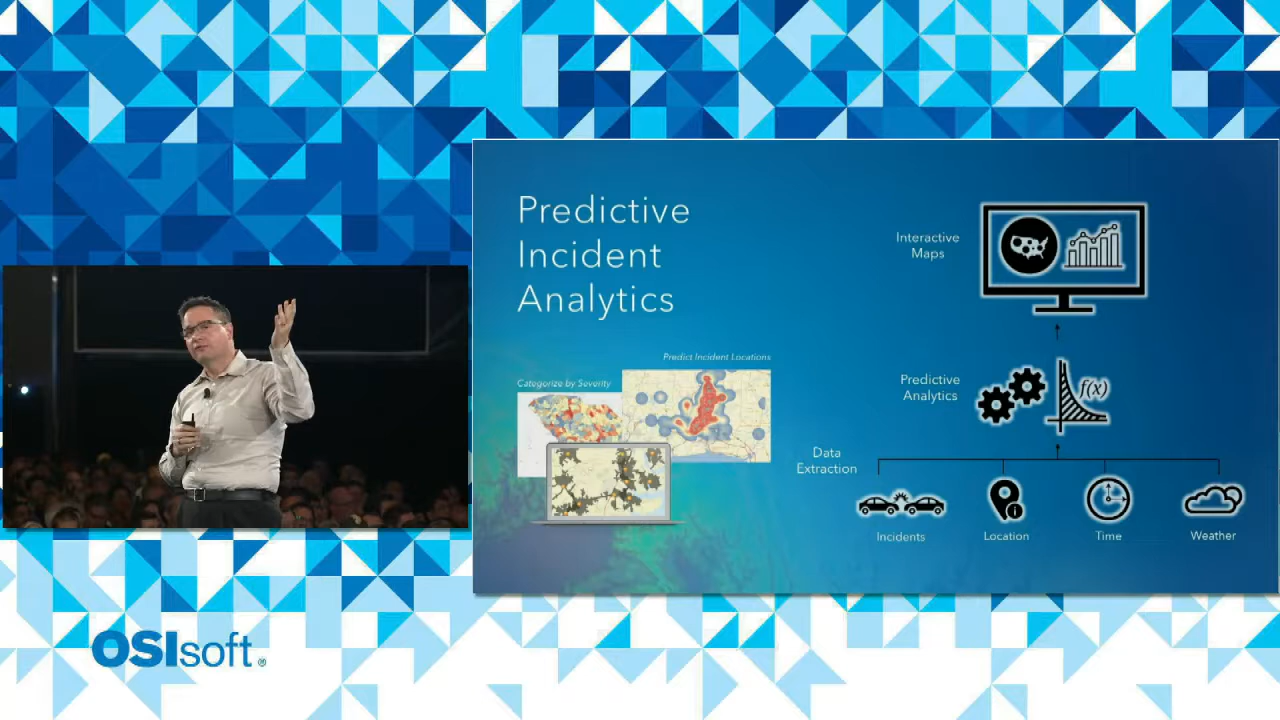 Predictive
Incident
Analytics
Predict Incident Locations
Categorize by Severity
Interactive
Maps
Predictive
Analytics
f(x)
Data
Extraction
Incidents
Location
Time
Weather
OSIsoft®